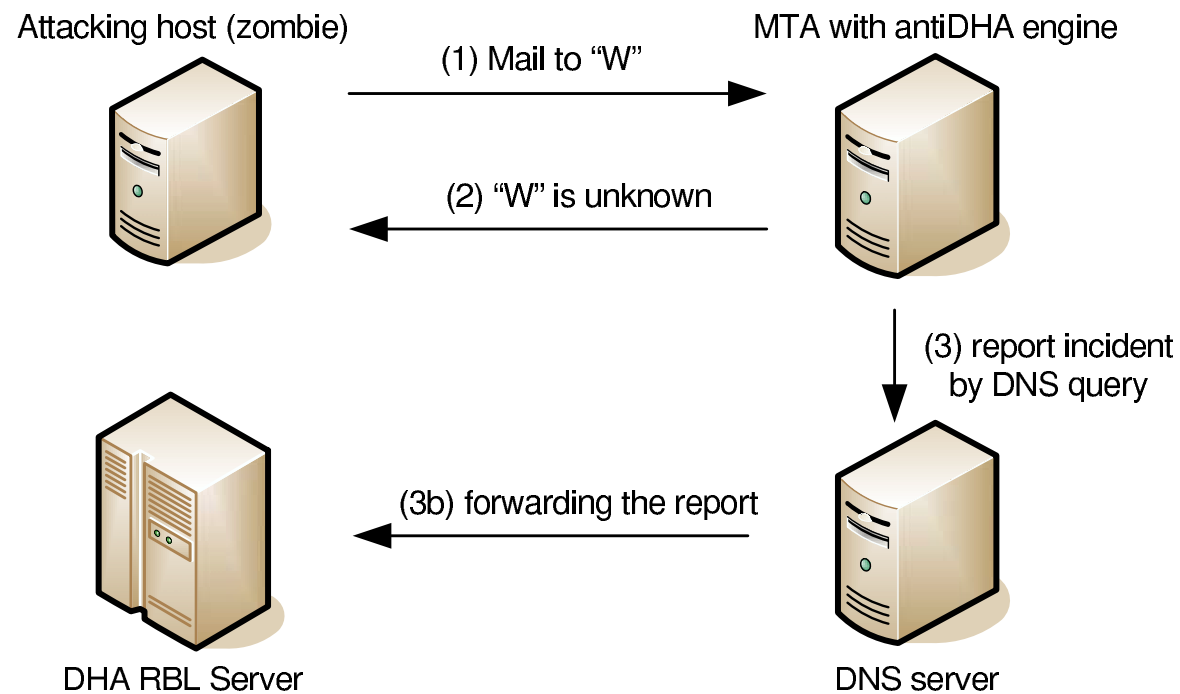 Attacking host (zombie)
MTA with antiDHA engine
(1) Mail to “W”
(2) “W” is unknown
(3) report incident
by DNS query
(3b) forwarding the report
DHA RBL Server
DNS server